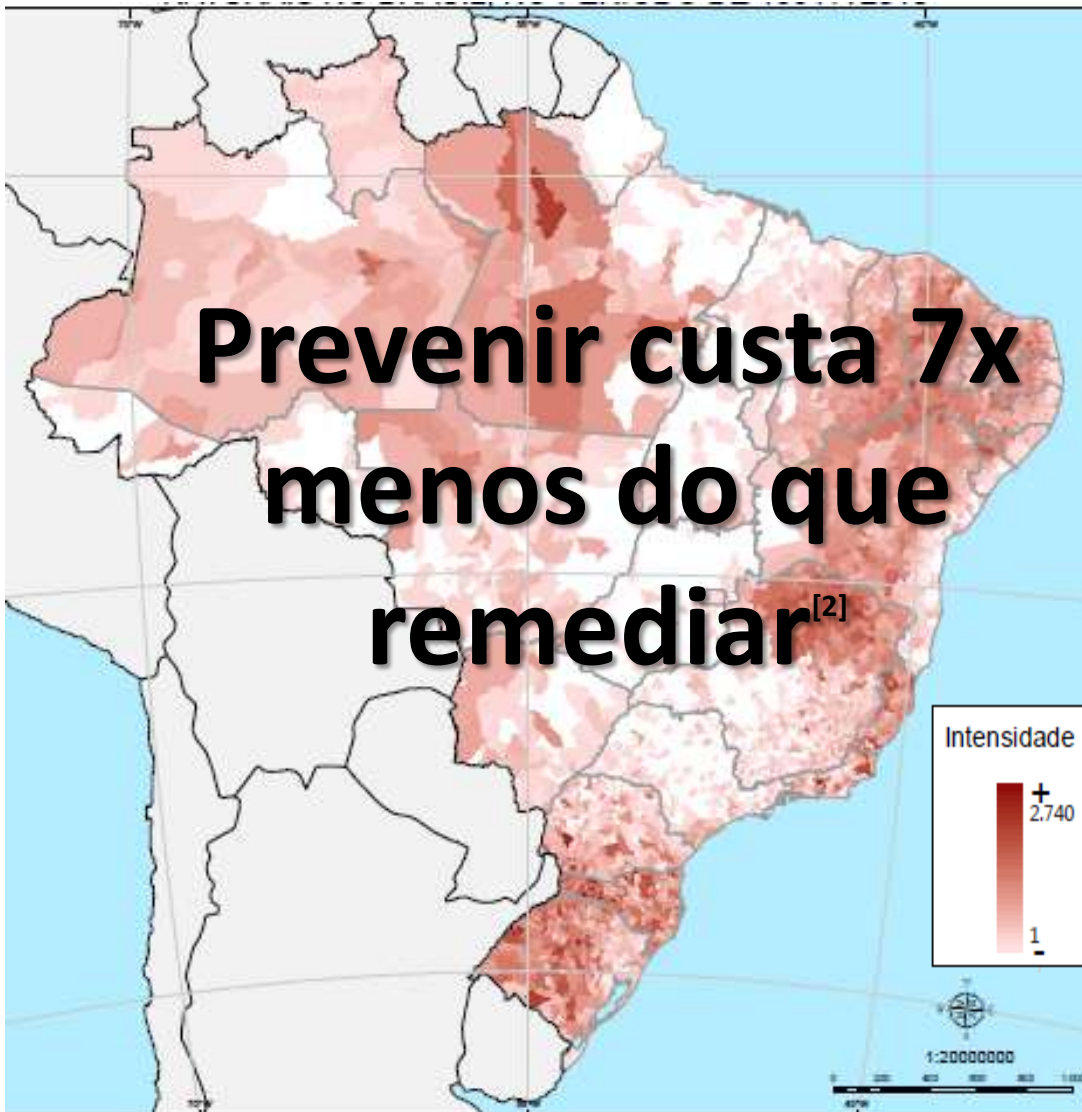 Prevenir custa 7x
menos do que
remediar[2]
Intensidade
+
2.740
1
-
1:20000000